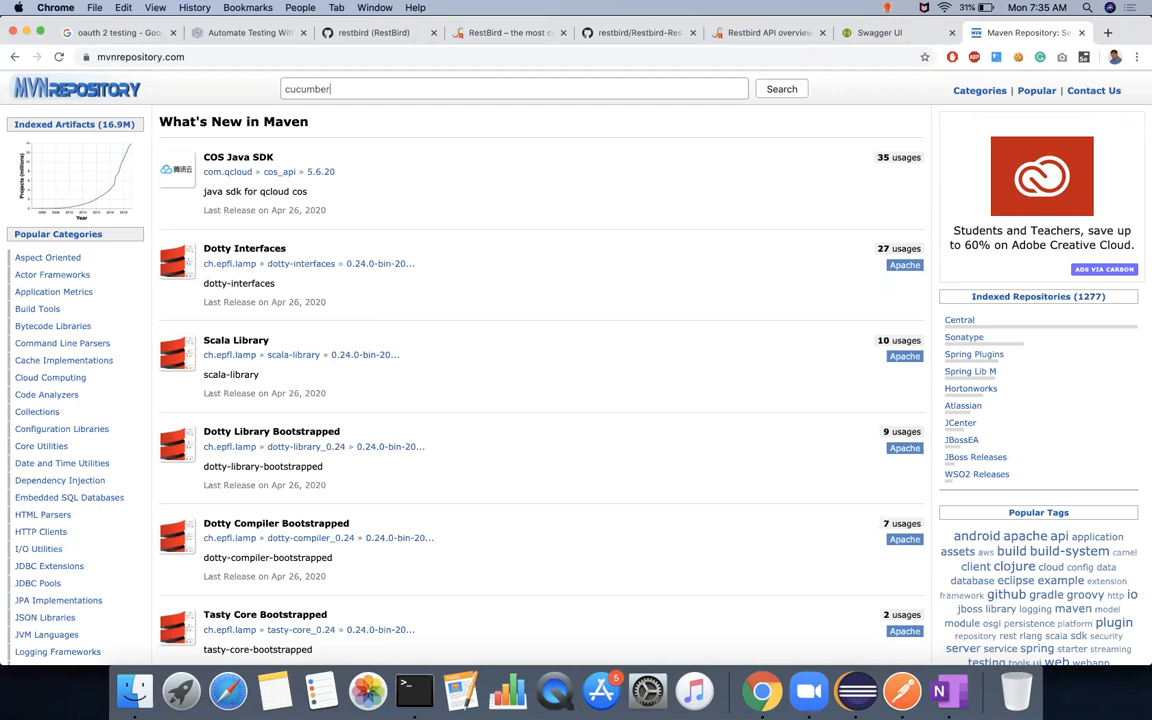 Chrome File Edit View History Bookmarks People Tab Window Help 31% Mon 7:35 AM
oauth 2 testing - Goo
Automate Testing With
restbird (RestBird)
RestBird – the most c
restbird/Restbird-Res
Restbird API overview
Swagger UI
Maven Repository: Se
mvnrepository.com
MVNREPOSITORY
cucumber
Search
Categories | Popular | Contact Us
Indexed Artifacts (16.9M)
Projects (millions)
Year
Popular Categories
Aspect Oriented
Actor Frameworks
Application Metrics
Build Tools
Bytecode Libraries
Command Line Parsers
Cache Implementations
Cloud Computing
Code Analyzers
Collections
Configuration Libraries
Core Utilities
Date and Time Utilities
Dependency Injection
Embedded SQL Databases
HTML Parsers
HTTP Clients
I/O Utilities
JDBC Extensions
JDBC Pools
JPA Implementations
JSON Libraries
JVM Languages
Logging Frameworks
What's New in Maven
COS Java SDK
35 usages
com.qcloud » cos_api » 5.6.20
腾讯云
java sdk for qcloud cos
Last Release on Apr 26, 2020
Dotty Interfaces
27 usages
ch.epfl.lamp » dotty-interfaces » 0.24.0-bin-20...
Apache
dotty-interfaces
Last Release on Apr 26, 2020
Scala Library
10 usages
ch.epfl.lamp » scala-library » 0.24.0-bin-20...
Apache
scala-library
Last Release on Apr 26, 2020
Dotty Library Bootstrapped
9 usages
ch.epfl.lamp » dotty-library_0.24 » 0.24.0-bin-20...
Apache
dotty-library-bootstrapped
Last Release on Apr 26, 2020
Dotty Compiler Bootstrapped
7 usages
ch.epfl.lamp » dotty-compiler_0.24 » 0.24.0-bin-20...
Apache
dotty-compiler-bootstrapped
Last Release on Apr 26, 2020
Tasty Core Bootstrapped
2 usages
ch.epfl.lamp » tasty-core_0.24 » 0.24.0-bin-20...
Apache
tasty-core-bootstrapped
Students and Teachers, save up
to 60% on Adobe Creative Cloud.
ADS VIA CARBON
Indexed Repositories (1277)
Central
Sonatype
Spring Plugins
Spring Lib M
Hortonworks
Atlassian
JCenter
JBossEA
JBoss Releases
WSO2 Releases
Popular Tags
android apache api application
assets aws build build-system camel
client clojure cloud config data
database eclipse example extension
framework github gradle groovy http io
jboss library logging maven model
module osgi persistence platform plugin
repository rest rlang scala sdk security
server service spring starter streaming
testing tools ui web webapp
5